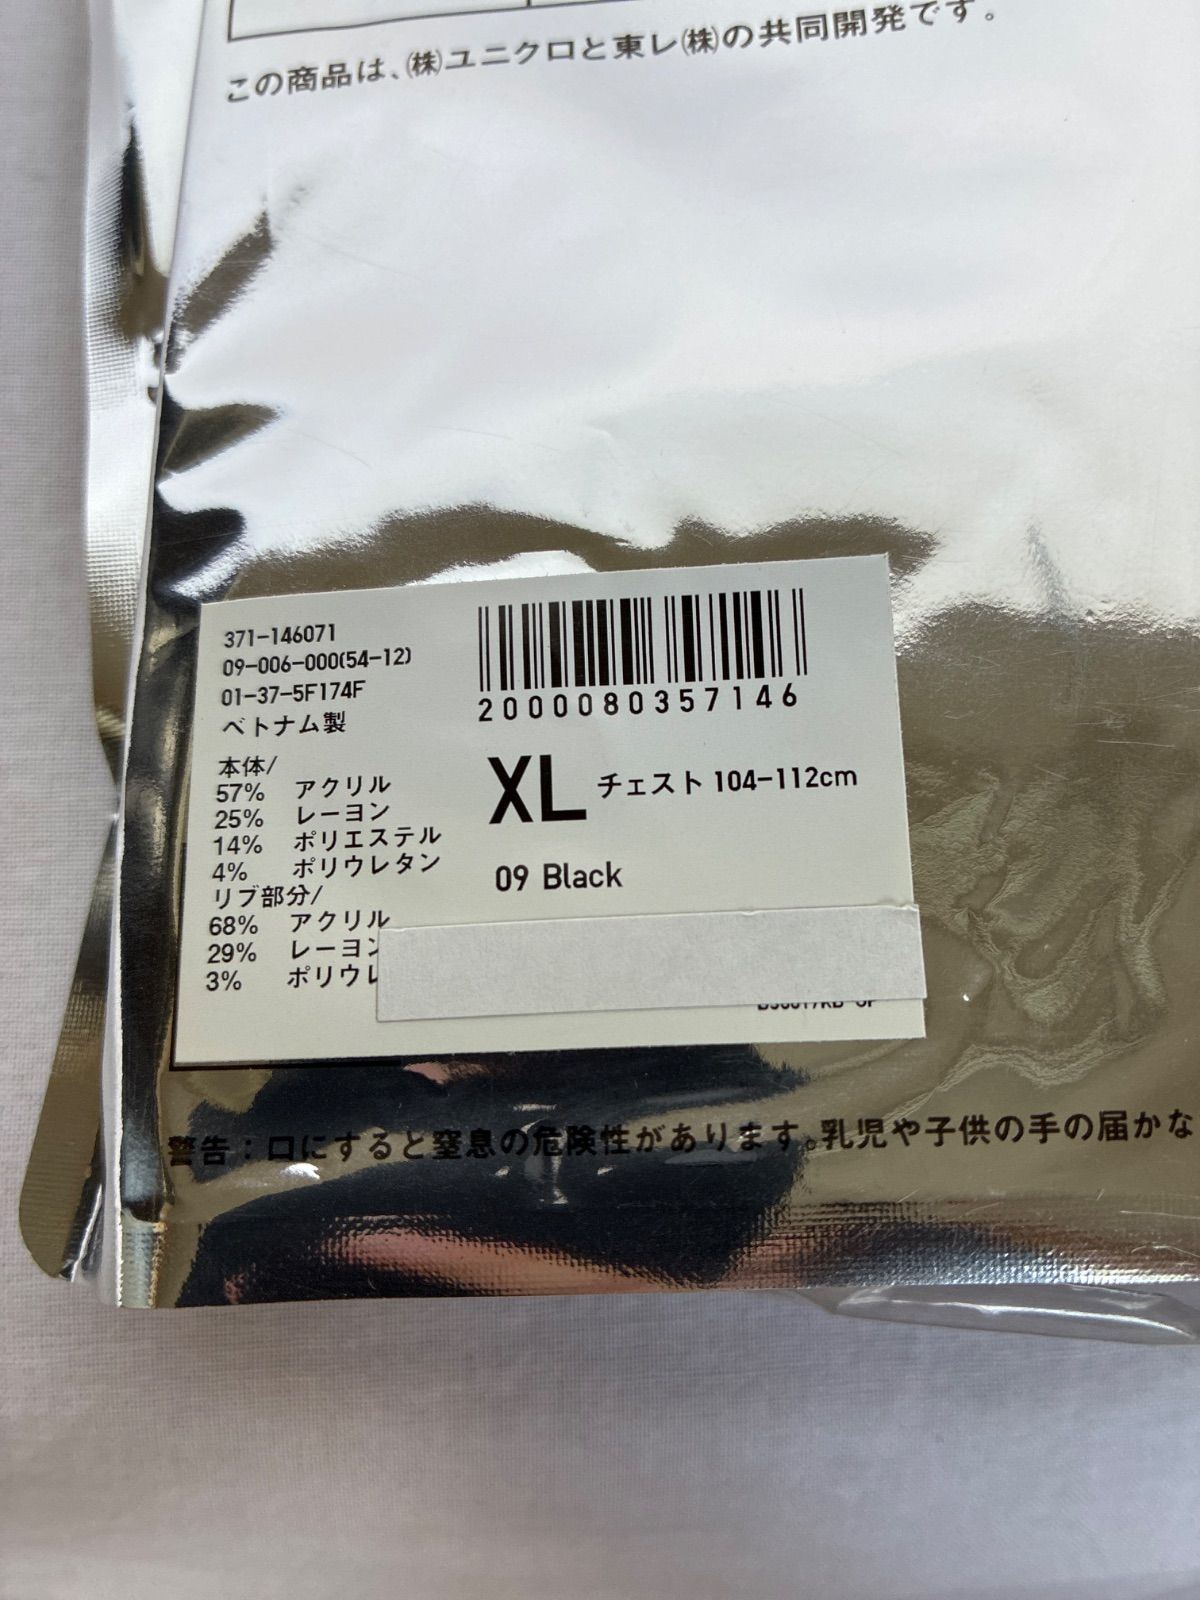 この商品は、㈱ユニクロと東レ㈱の共同開発です。
371-146071
09-006-000(54-12)
01-37-5F174F
ベトナム製
本体/
57% アクリル
25% レーヨン
14% ポリエステル
4% ポリウレタン
リブ部分/
68% アクリル
29% レーヨン
3% ポリウレ
2000080357146
XL チェスト 104-112cm
09 Black
警告：口にすると窒息の危険性があります。乳児や子供の手の届かな